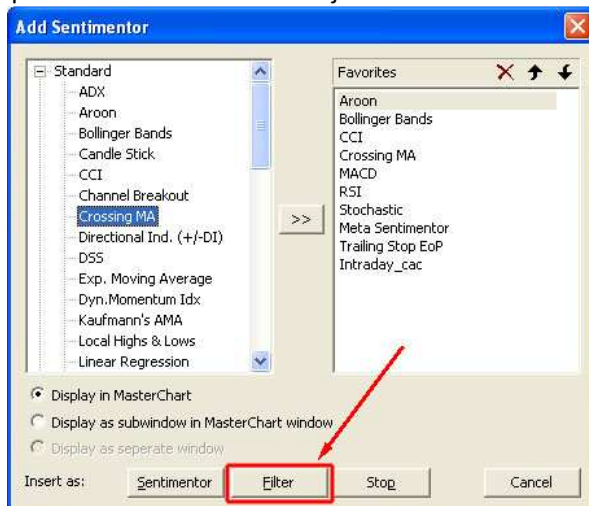 Add Sentimentor
Standard
ADX
Aroon
Bollinger Bands
Candle Stick
CCI
Channel Breakout
Crossing MA
Directional Ind. (+/-DI)
DSS
Exp. Moving Average
Dyn.Momentum Idx
Kaufmann's AMA
Local Highs & Lows
Linear Regression
>>
Favorites
Aroon
Bollinger Bands
CCI
Crossing MA
MACD
RSI
Stochastic
Meta Sentimentor
Trailing Stop EoP
Intraday_cac
Display in MasterChart
Display as subwindow in MasterChart window
Display as seperate window
Insert as: Sentimentor Filter Stop Cancel